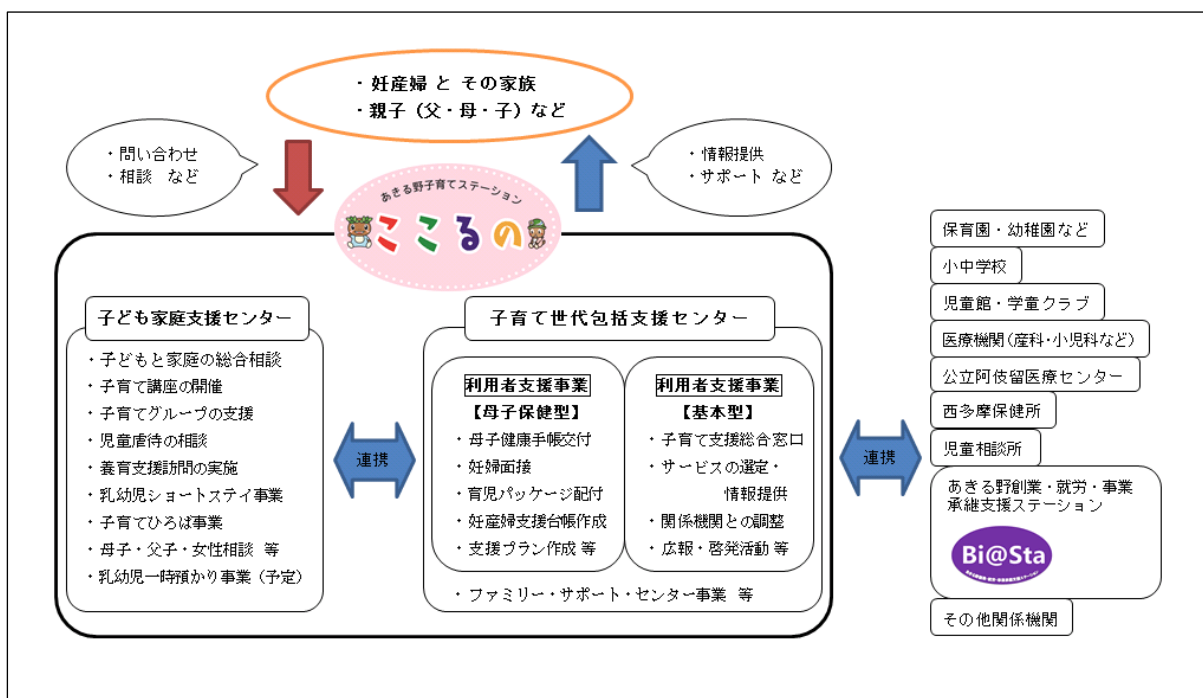 ・妊産婦 と その家族
・親子（父・母・子）など
・問い合わせ
・相談 など
・情報提供
・サポート など
あきる野子育てステーション
こころの
こるの
子ども家庭支援センター
・子どもと家庭の総合相談
・子育て講座の開催
・子育てグループの支援
・児童虐待の相談
・養育支援訪問の実施
・乳幼児ショートステイ事業
・子育てひろば事業
・母子・父子・女性相談 等
・乳幼児一時預かり事業（予定）
連携
子育て世代包括支援センター
利用者支援事業
【母子保健型】
・母子健康手帳交付
・妊婦面接
・育児パッケージ配付
・妊産婦支援台帳作成
・支援プラン作成 等
利用者支援事業
【基本型】
・子育て支援総合窓口
・サービスの選定・
情報提供
・関係機関との調整
・広報・啓発活動 等
・ファミリー・サポート・センター事業 等
連携
保育園・幼稚園など
小中学校
児童館・学童クラブ
医療機関（産科・小児科など）
公立阿伎留医療センター
西多摩保健所
児童相談所
あきる野創業・就労・事業
承継支援ステーション
Bi@Sta
その他関係機関